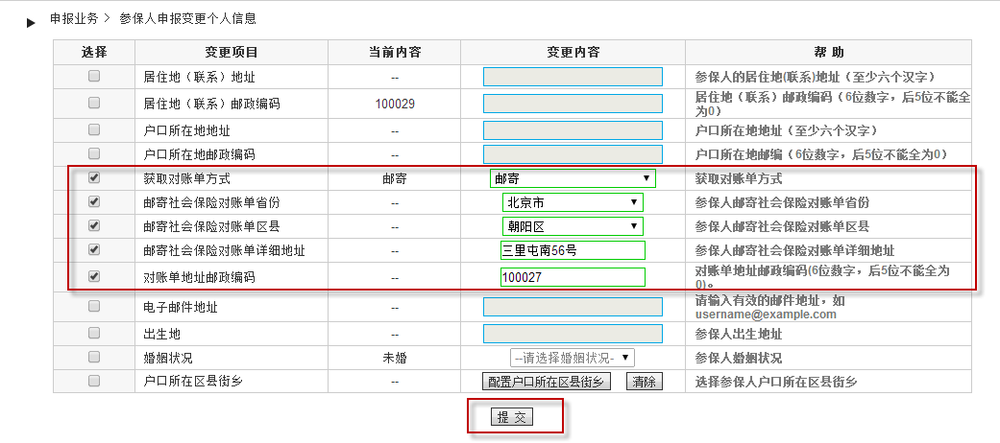 申报业务 > 参保人申报变更个人信息
选择 变更项目 当前内容 变更内容 帮 助
居住地（联系）地址 -- 参保人的居住地(联系)地址（至少六个汉字）
居住地（联系）邮政编码 100029 居住地（联系）邮政编码（6位数字，后5位不能全为0）
户口所在地地址 -- 户口所在地地址（至少六个汉字）
户口所在地邮政编码 -- 户口所在地邮编（6位数字，后5位不能全为0）
获取对账单方式 邮寄 邮寄 获取对账单方式
邮寄社会保险对账单省份 -- 北京市 参保人邮寄社会保险对账单省份
邮寄社会保险对账单区县 -- 朝阳区 参保人邮寄社会保险对账单区县
邮寄社会保险对账单详细地址 -- 三里屯南56号 参保人邮寄社会保险对账单详细地址
对账单地址邮政编码 -- 100027 对账单地址邮政编码(6位数字，后5位不能全为0)。
电子邮件地址 -- 请输入有效的邮件地址，如
username@example.com
出生地 -- 参保人出生地址
婚姻状况 未婚 --请选择婚姻状况- 参保人婚姻状况
户口所在区县街乡 -- 配置户口所在区县街乡 清除 选择参保人户口所在区县街乡
提 交